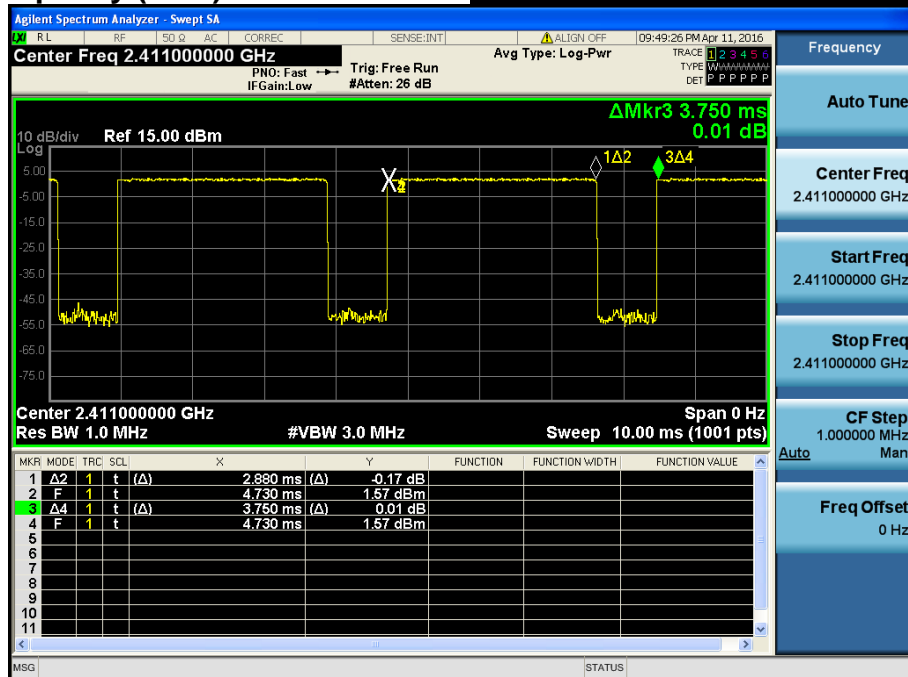 Agilent Spectrum Analyzer - Swept SA
LXI RL RF 50 Ω AC CORREC SENSE:INT ALIGN OFF 09:49:26 PM Apr 11, 2016
Center Freq 2.411000000 GHz
PNO: Fast
IFGain:Low
Trig: Free Run
#Atten: 26 dB
Avg Type: Log-Pwr
TRACE 1 2 3 4 5 6
TYPE WWWWWW
DET P P P P P P
ΔMkr3 3.750 ms
0.01 dB
10 dB/div Ref 15.00 dBm
Log
1Δ2
3Δ4
5.00
-5.00
-15.0
-25.0
-35.0
-45.0
-55.0
-65.0
-75.0
Center 2.411000000 GHz Span 0 Hz
Res BW 1.0 MHz #VBW 3.0 MHz Sweep 10.00 ms (1001 pts)
MKR MODE TRC SCL X Y FUNCTION FUNCTION WIDTH FUNCTION VALUE
1 Δ2 1 t (Δ) 2.880 ms (Δ) -0.17 dB
2 F 1 t 4.730 ms 1.57 dBm
3 Δ4 1 t (Δ) 3.750 ms (Δ) 0.01 dB
4 F 1 t 4.730 ms 1.57 dBm
5
6
7
8
9
10
11
MSG STATUS
Frequency
Auto Tune
Center Freq
2.411000000 GHz
Start Freq
2.411000000 GHz
Stop Freq
2.411000000 GHz
CF Step
1.000000 MHz
Auto Man
Freq Offset
0 Hz